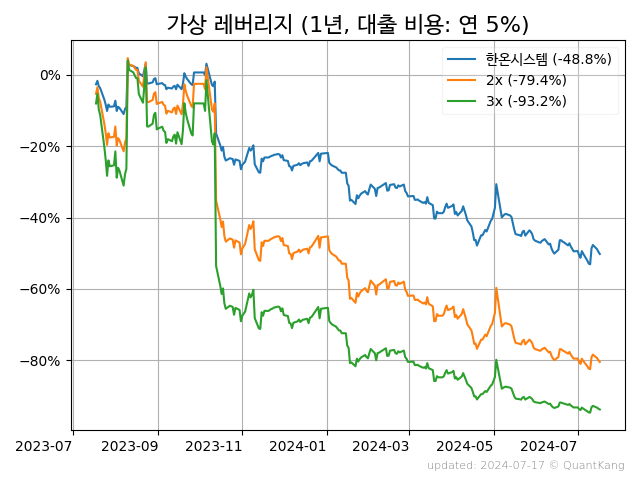 가상 레버리지 (1년, 대출 비용: 연 5%)
한온시스템 (-48.8%)
2x (-79.4%)
3x (-93.2%)
0%
−20%
−40%
−60%
−80%
2023-07 2023-09 2023-11 2024-01 2024-03 2024-05 2024-07
updated: 2024-07-17 © QuantKang